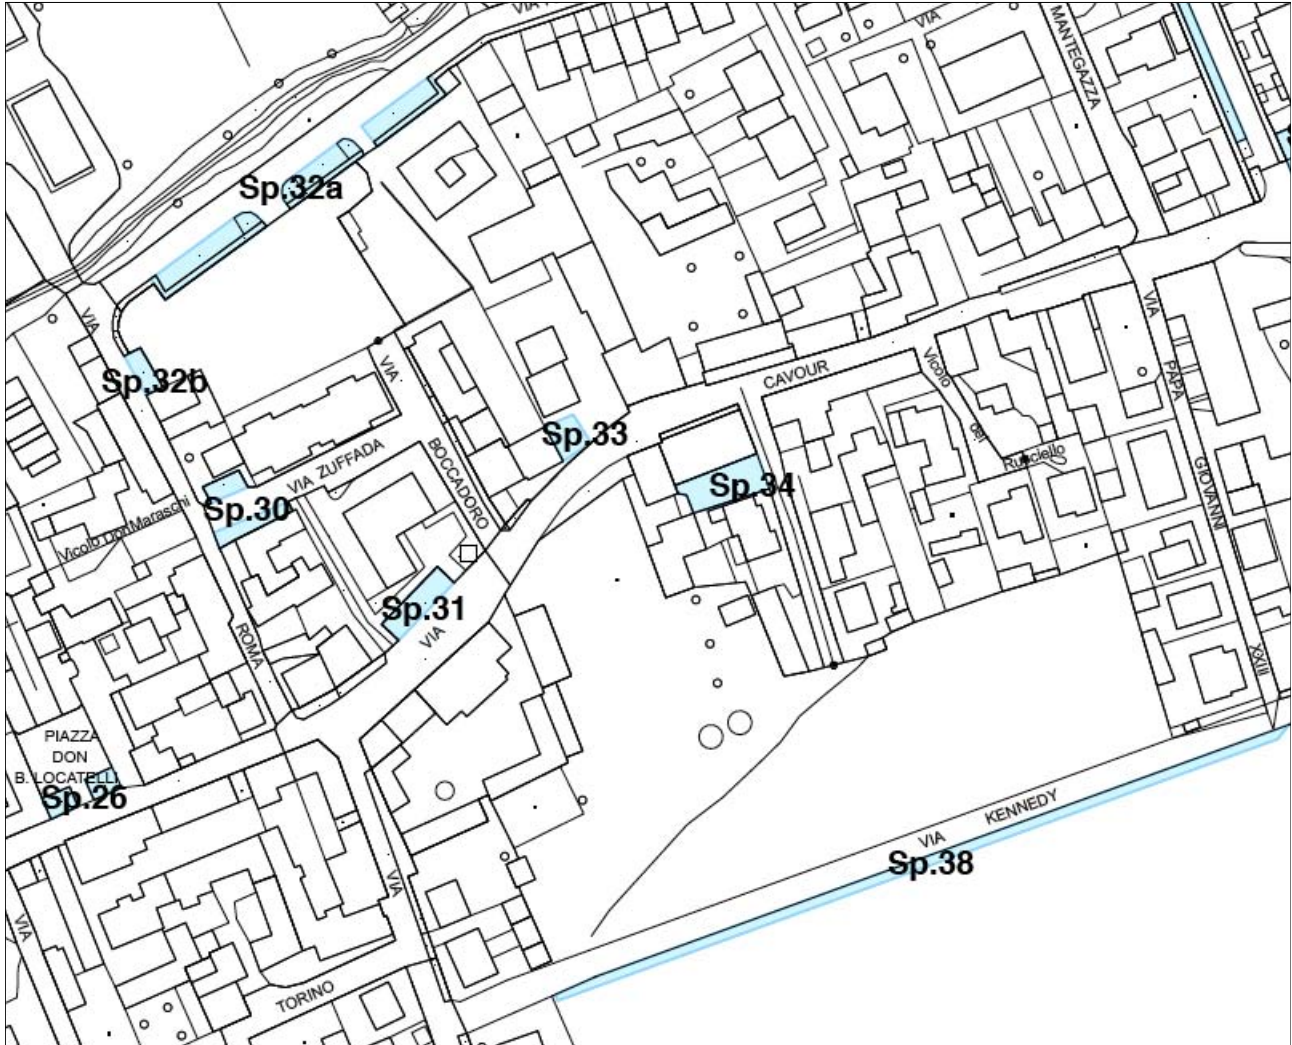 VIA
VIA
MANTEGAZZA
Sp.32a
VIA
Sp.32b
VIA
CAVOUR
Vicolo
del
Rusciello
VIA
PAPA
GIOVANNI
XXIII
Sp.33
BOCCADORO
VIA ZUFFADA
Sp.34
Sp.30
Vicolo Don Maraschi
Sp.31
VIA
ROMA
PIAZZA
DON
B. LOCATELLI
Sp.26
VIA
KENNEDY
Sp.38
VIA
VIA
TORINO